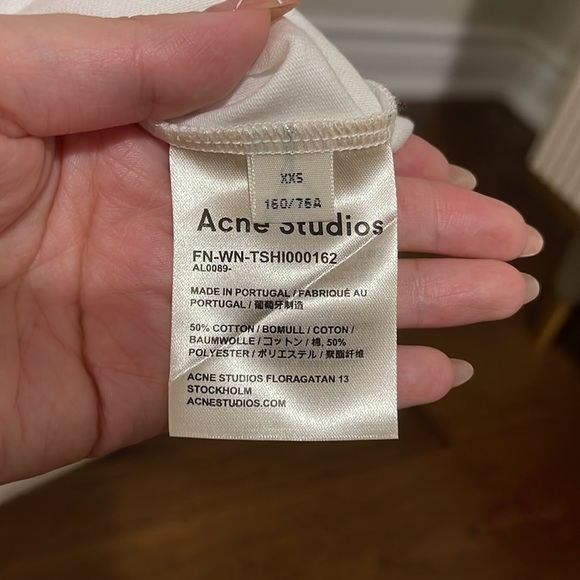 XXS
160/76A
Acne Studios
FN-WN-TSHI000162
AL0089-
MADE IN PORTUGAL / FABRIQUÉ AU
PORTUGAL / 葡萄牙制造
50% COTTON / BOMULL / COTON /
BAUMWOLLE / コットン / 棉, 50%
POLYESTER / ポリエステル / 聚酯纤维
ACNE STUDIOS FLORAGATAN 13
STOCKHOLM
ACNESTUDIOS.COM